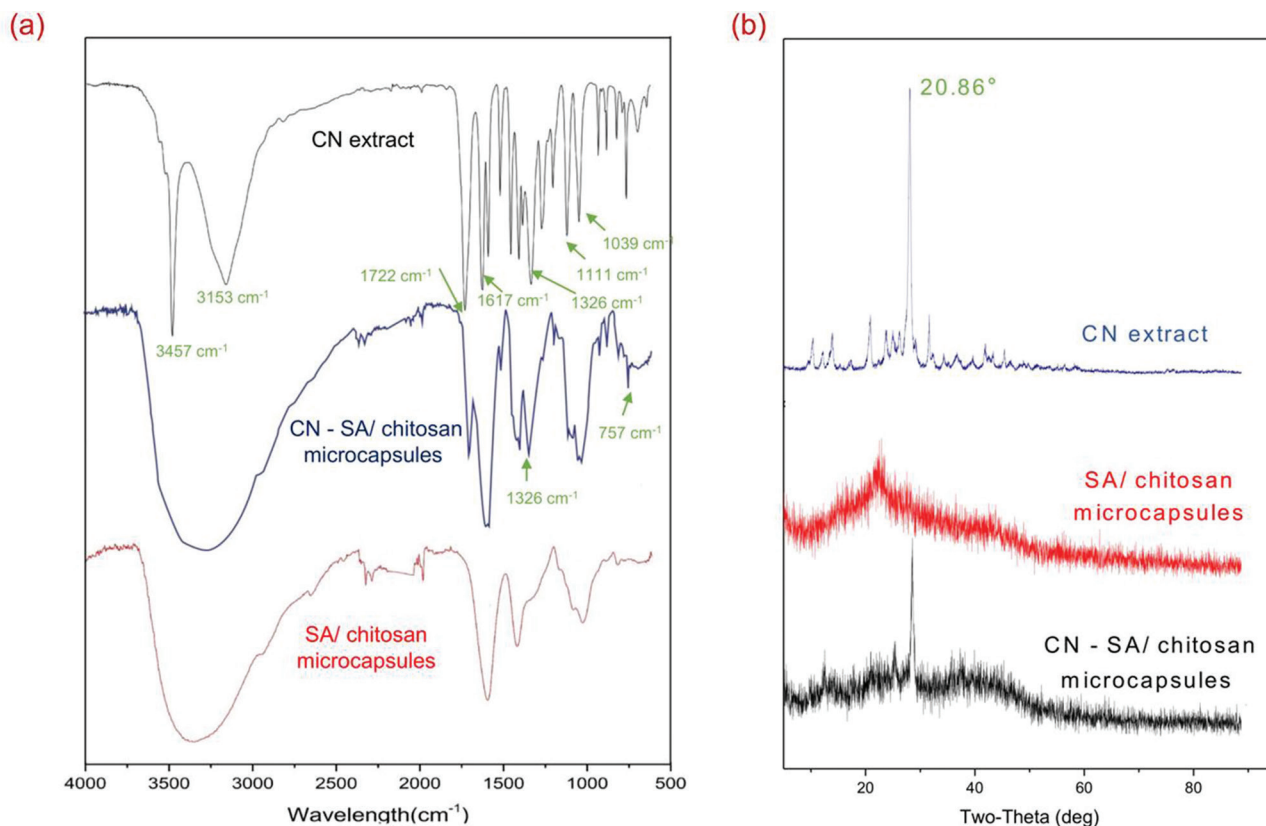 (a)
CN extract
3457 cm⁻¹
3153 cm⁻¹
1722 cm⁻¹
1617 cm⁻¹
1326 cm⁻¹
1111 cm⁻¹
1039 cm⁻¹
CN - SA/ chitosan
microcapsules
1326 cm⁻¹
757 cm⁻¹
SA/ chitosan
microcapsules
4000 3500 3000 2500 2000 1500 1000 500
Wavelength(cm⁻¹)
(b)
20.86°
CN extract
SA/ chitosan
microcapsules
CN - SA/ chitosan
microcapsules
20 40 60 80
Two-Theta (deg)